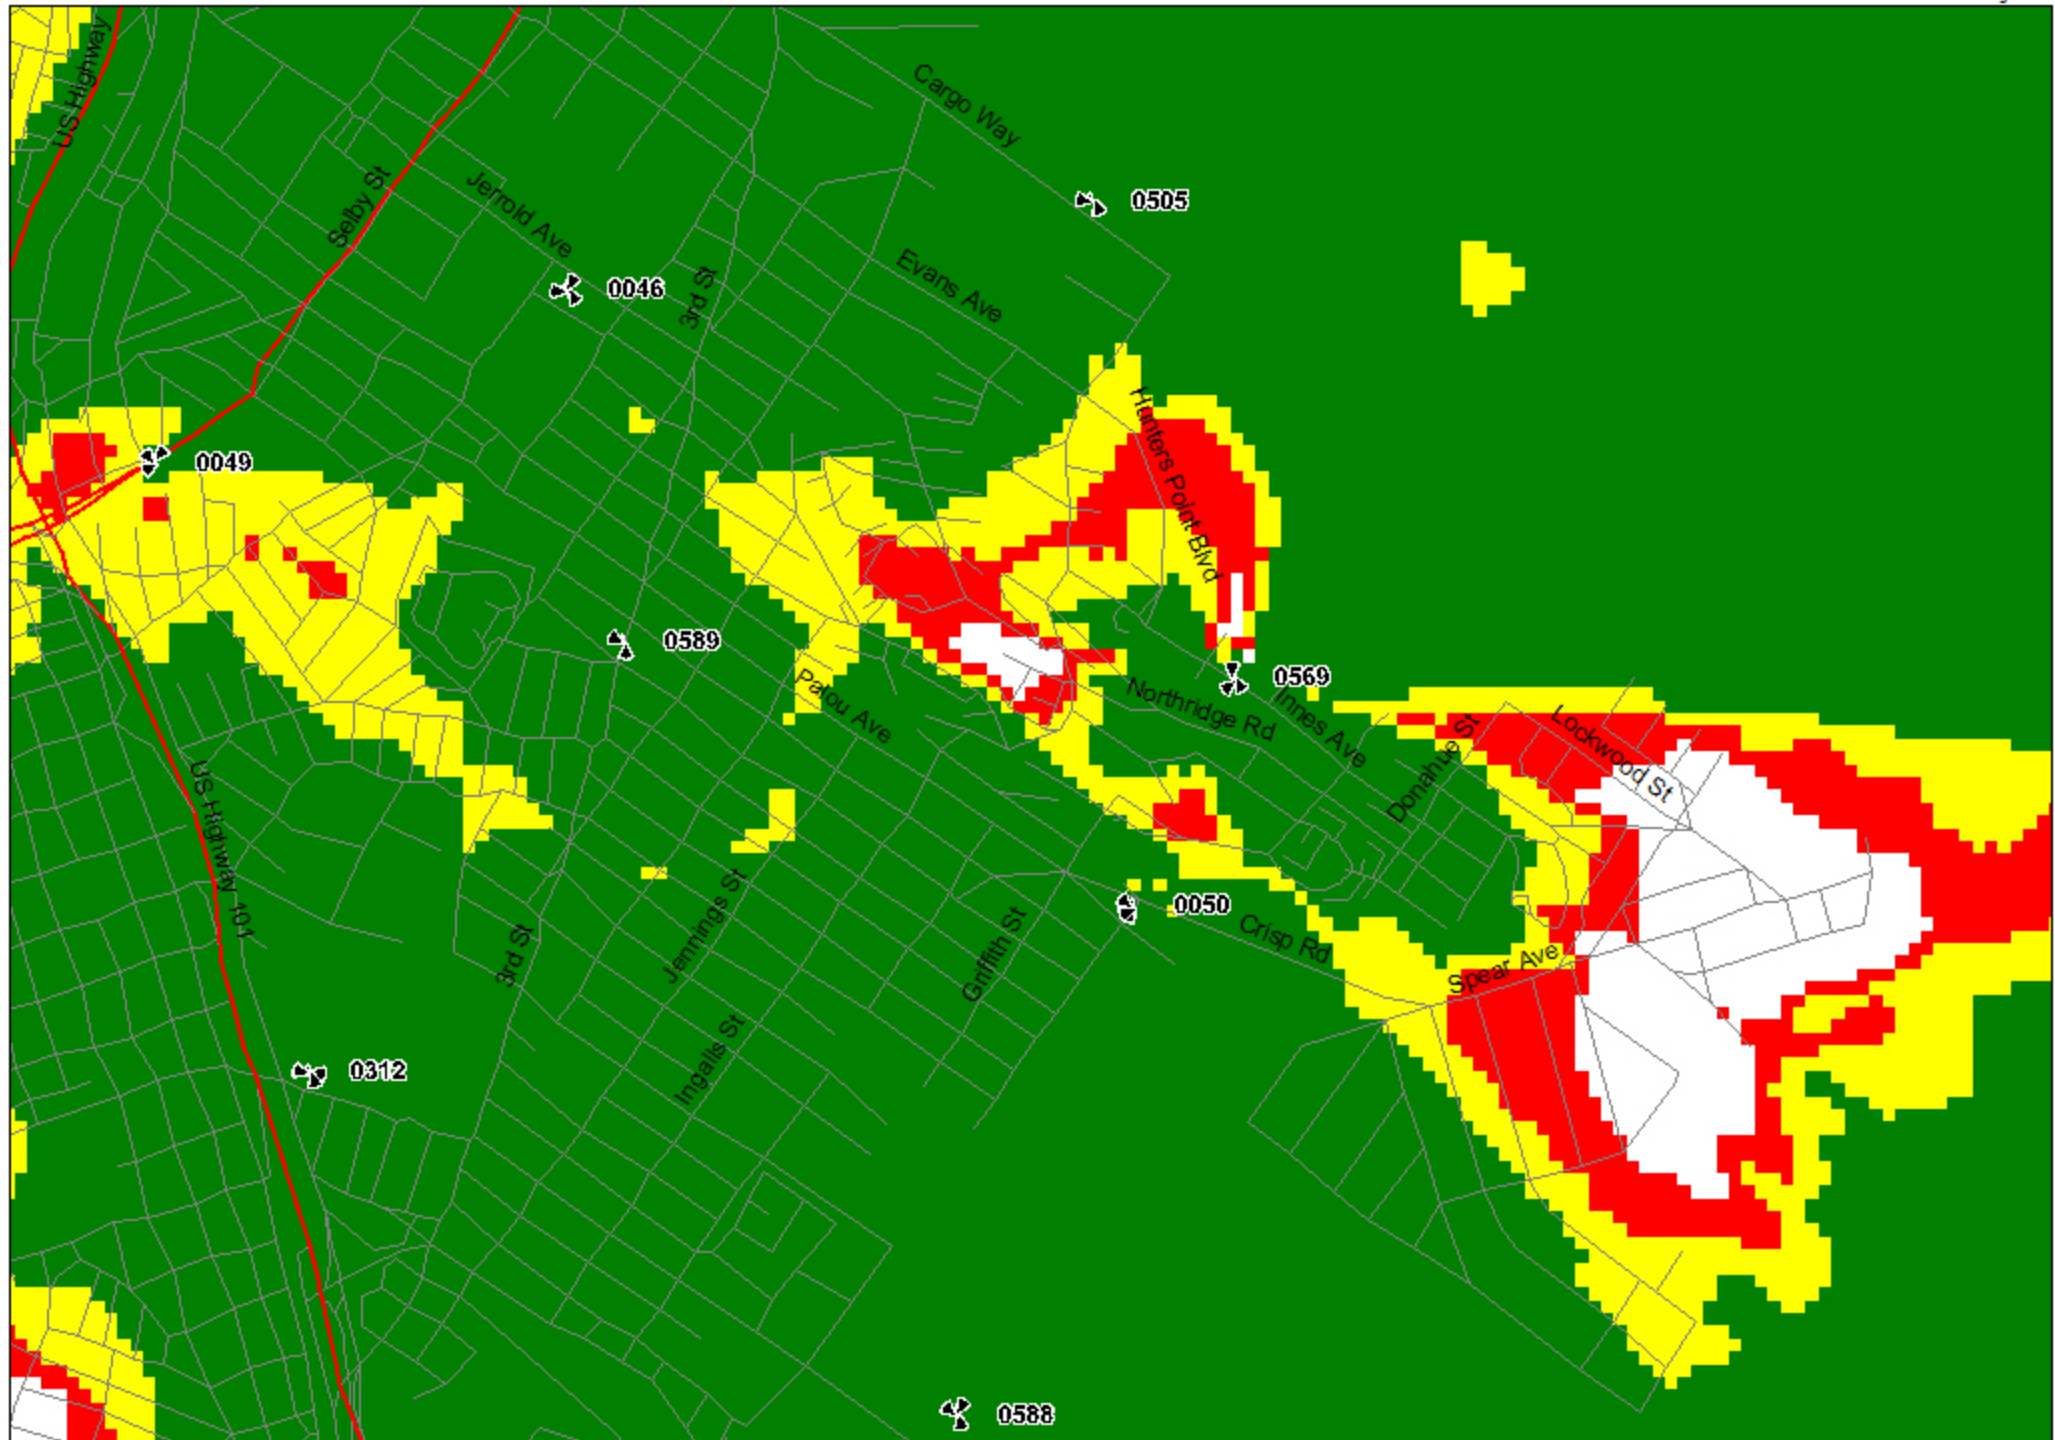 US Highway
Cargo Way
Selby St
Jerrold Ave
0505
0046
3rd St
Evans Ave
Hunters Point Blvd
0049
0589
Palou Ave
0569
Northridge Rd
Innes Ave
Lockwood St
Donahue St
US Highway 101
0050
Jennings St
Griffith St
Crisp Rd
3rd St
Spear Ave
Ingalls St
0312
0588